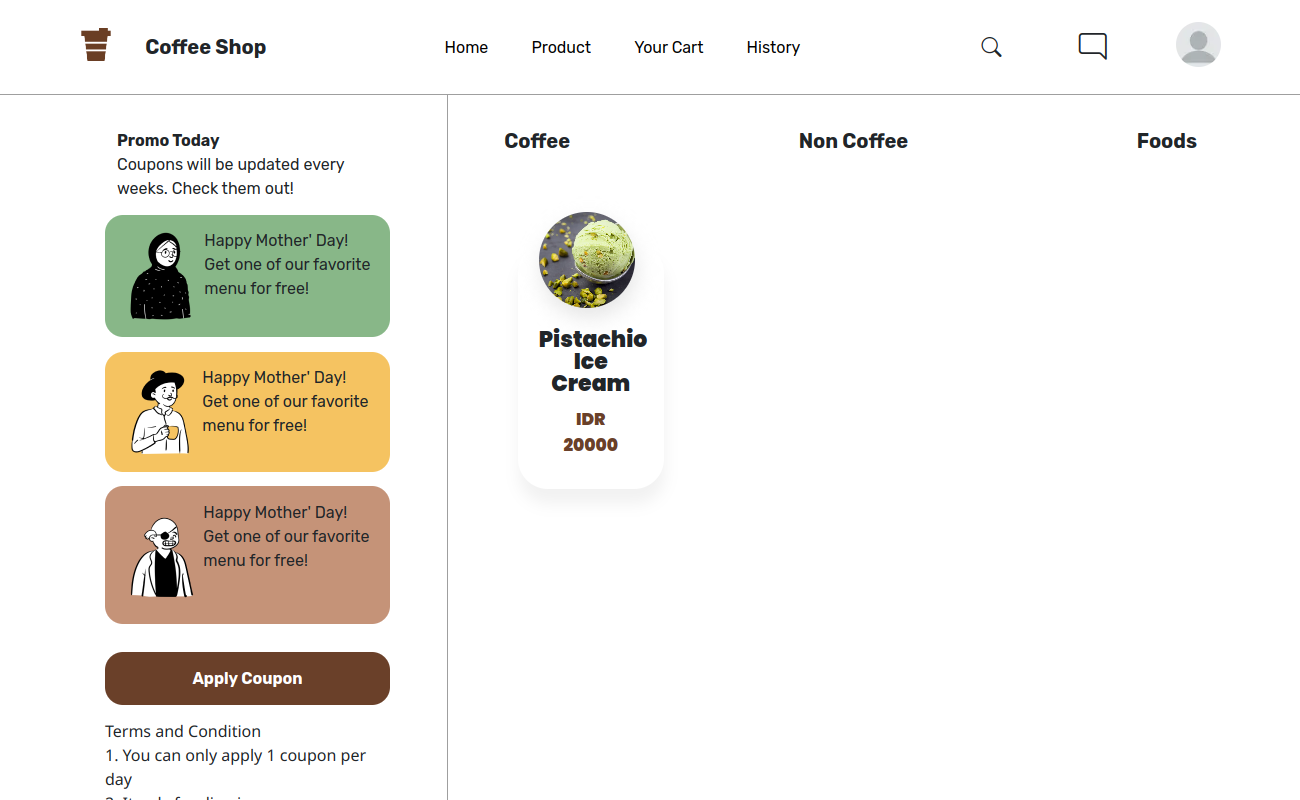 Coffee Shop
Home
Product
Your Cart
History
Promo Today
Coupons will be updated every
weeks. Check them out!
Happy Mother' Day!
Get one of our favorite
menu for free!
Happy Mother' Day!
Get one of our favorite
menu for free!
Happy Mother' Day!
Get one of our favorite
menu for free!
Apply Coupon
Terms and Condition
1. You can only apply 1 coupon per
day
Coffee
Non Coffee
Foods
Pistachio
Ice
Cream
IDR
20000